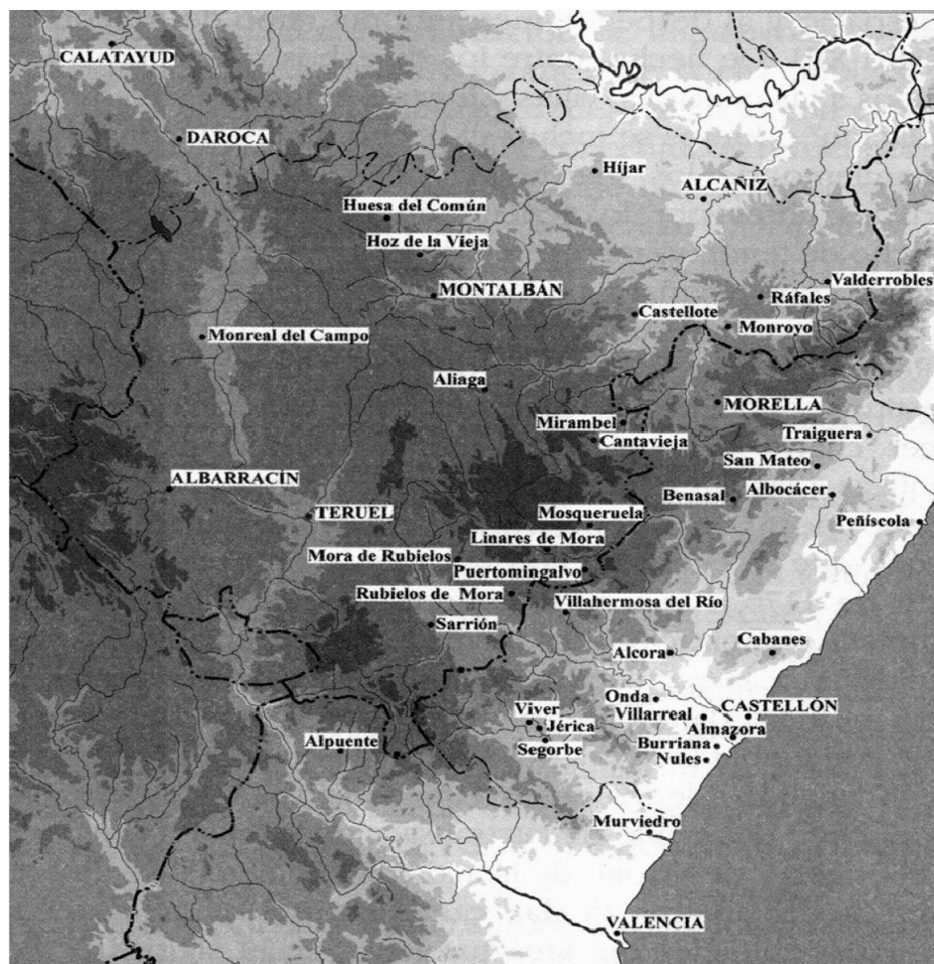 CALATAYUD
DAROCA
Híjar
ALCAÑIZ
Huesa del Común
Hoz de la Vieja
MONTALBÁN
Valderrobles
Ráfales
Castellote
Monroyo
Monreal del Campo
Aliaga
MORELLA
Mirambel
Cantavieja
Traiguera
San Mateo
ALBARRACÍN
Benasal
Albocácer
TERUEL
Mosqueruela
Peñíscola
Linares de Mora
Mora de Rubielos
Puertomingalvo
Rubielos de Mora
Villahermosa del Río
Sarrión
Alcora
Cabanes
Onda
CASTELLÓN
Viver
Villarreal
Jérica
Almazora
Alpuente
Segorbe
Burriana
Nules
Murviedro
VALENCIA